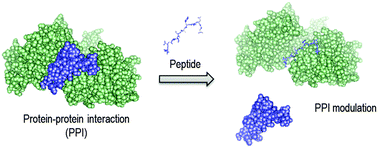 Peptide
Protein-protein interaction
(PPI)
PPI modulation